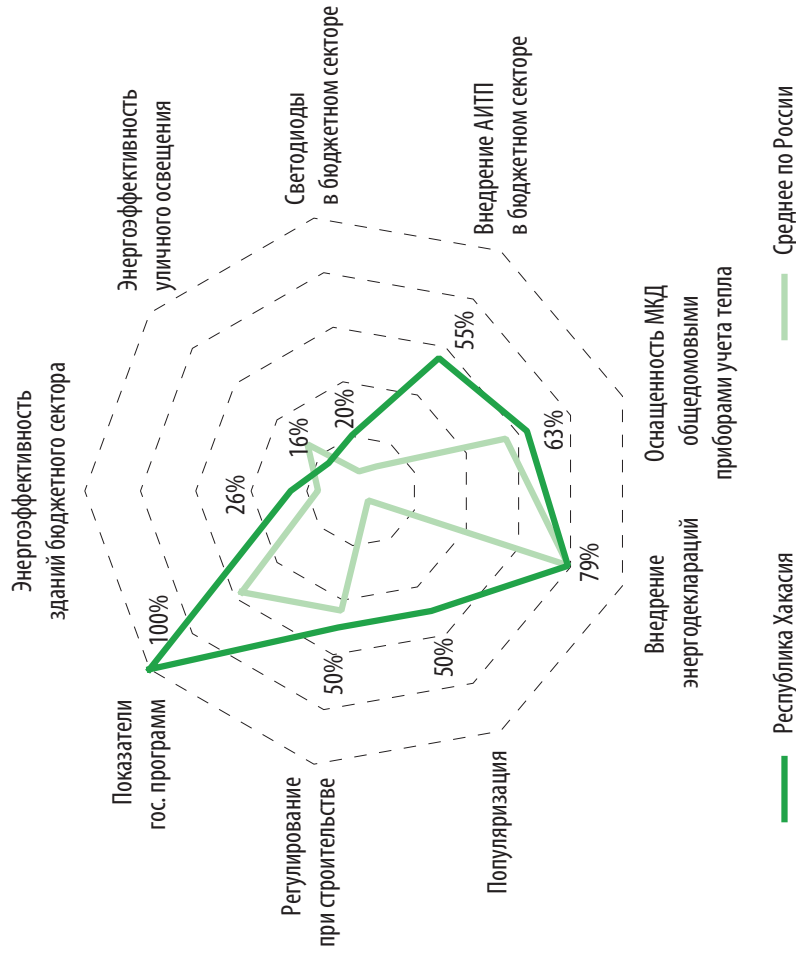 Энергоэффективность
зданий бюджетного сектора
Энергоэффективность
уличного освещения
Светодиоды
в бюджетном секторе
Внедрение АИТП
в бюджетном секторе
Оснащенность МКД
общедомовыми
приборами учета тепла
Внедрение
энергодеклараций
Популяризация
Регулирование
при строительстве
Показатели
гос. программ
26%
16%
20%
55%
63%
79%
50%
50%
100%
Республика Хакасия
Среднее по России